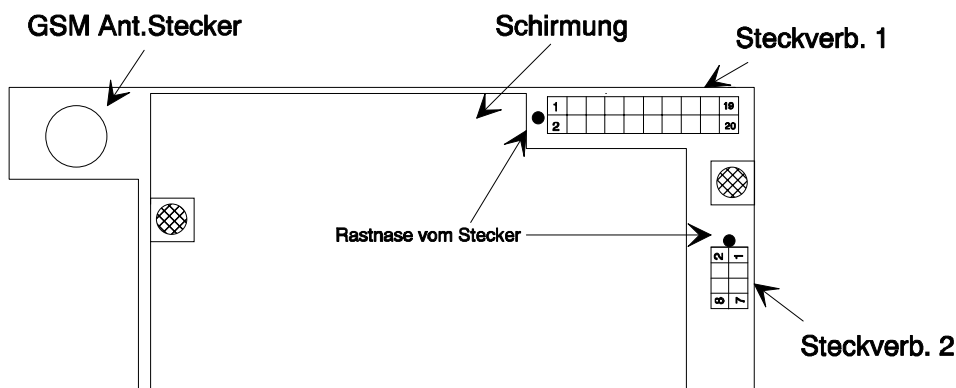 GSM Ant.Stecker
Schirmung
Steckverb. 1
1 19
2 20
Rastnase vom Stecker
2 1
8 7
Steckverb. 2